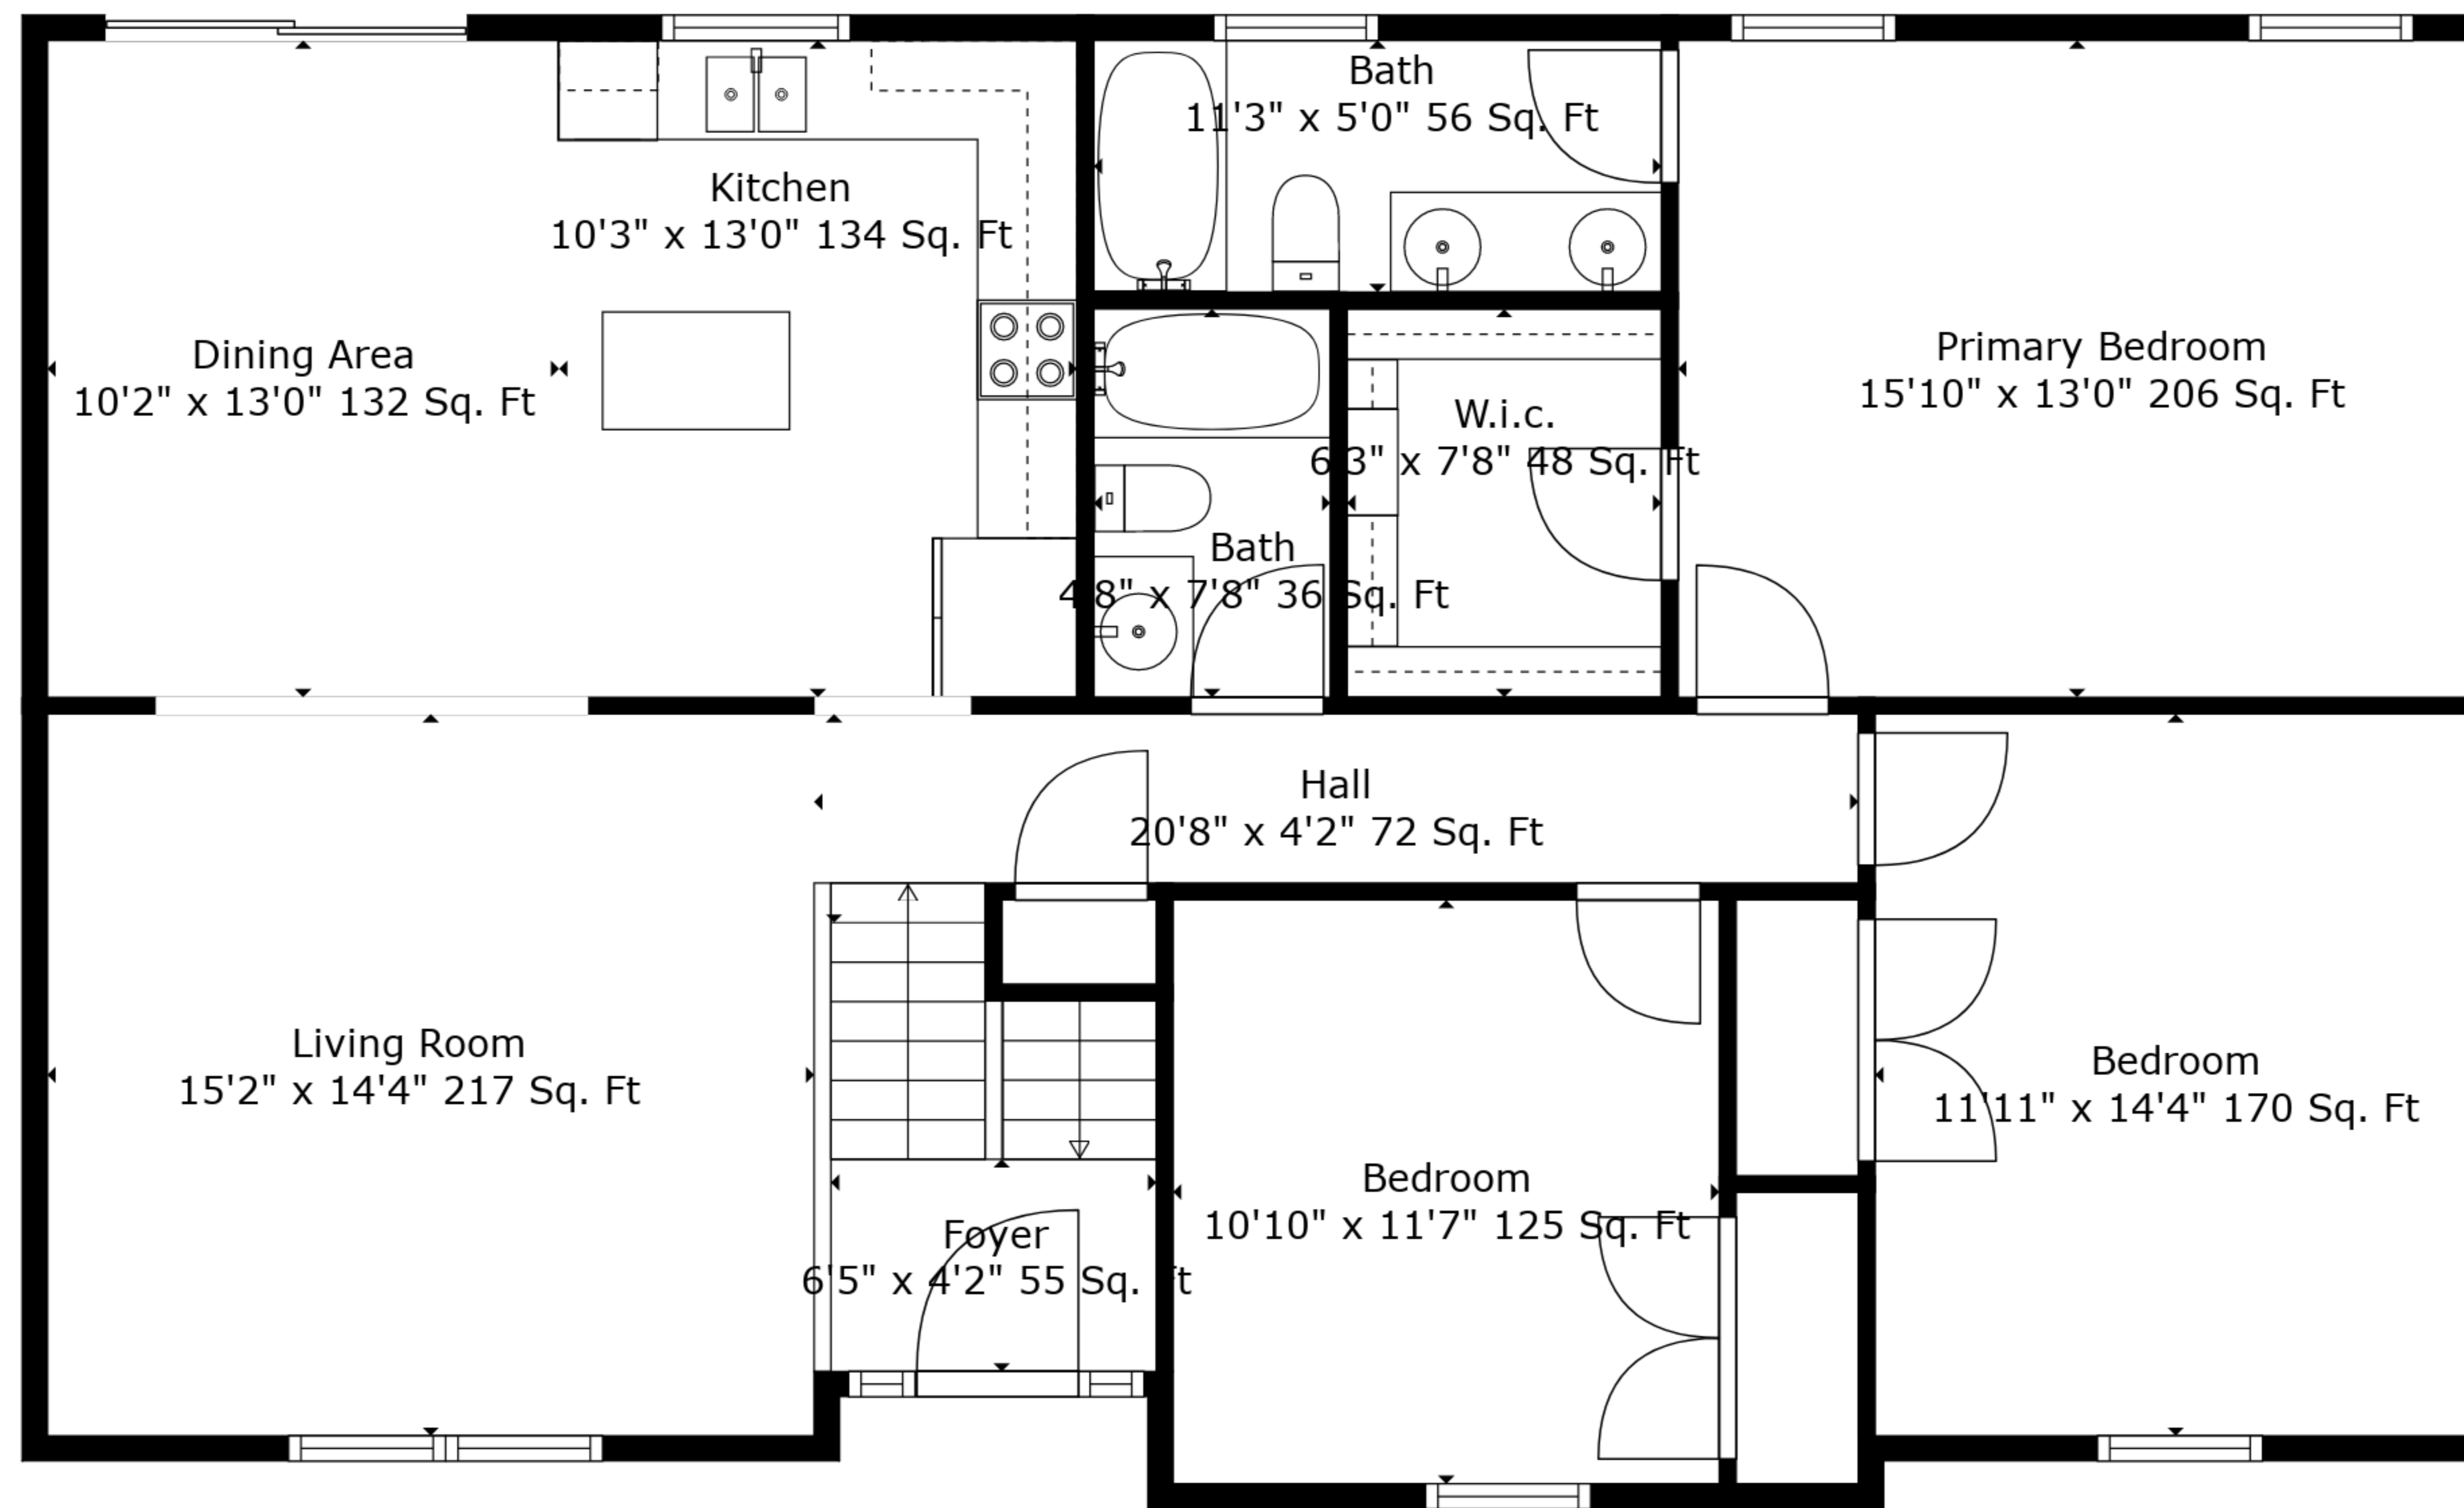 Bath
11'3" x 5'0" 56 Sq. Ft
Kitchen
10'3" x 13'0" 134 Sq. Ft
Dining Area
10'2" x 13'0" 132 Sq. Ft
Primary Bedroom
15'10" x 13'0" 206 Sq. Ft
W.i.c.
6'3" x 7'8" 48 Sq. Ft
Bath
4'8" x 7'8" 36 Sq. Ft
Hall
20'8" x 4'2" 72 Sq. Ft
Living Room
15'2" x 14'4" 217 Sq. Ft
Bedroom
11'11" x 14'4" 170 Sq. Ft
Bedroom
10'10" x 11'7" 125 Sq. Ft
Foyer
6'5" x 4'2" 55 Sq. Ft